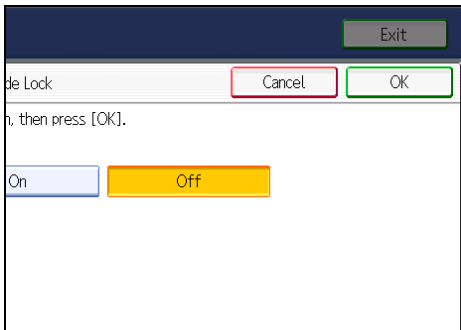 Exit
de Lock Cancel OK
n, then press [OK].
On Off